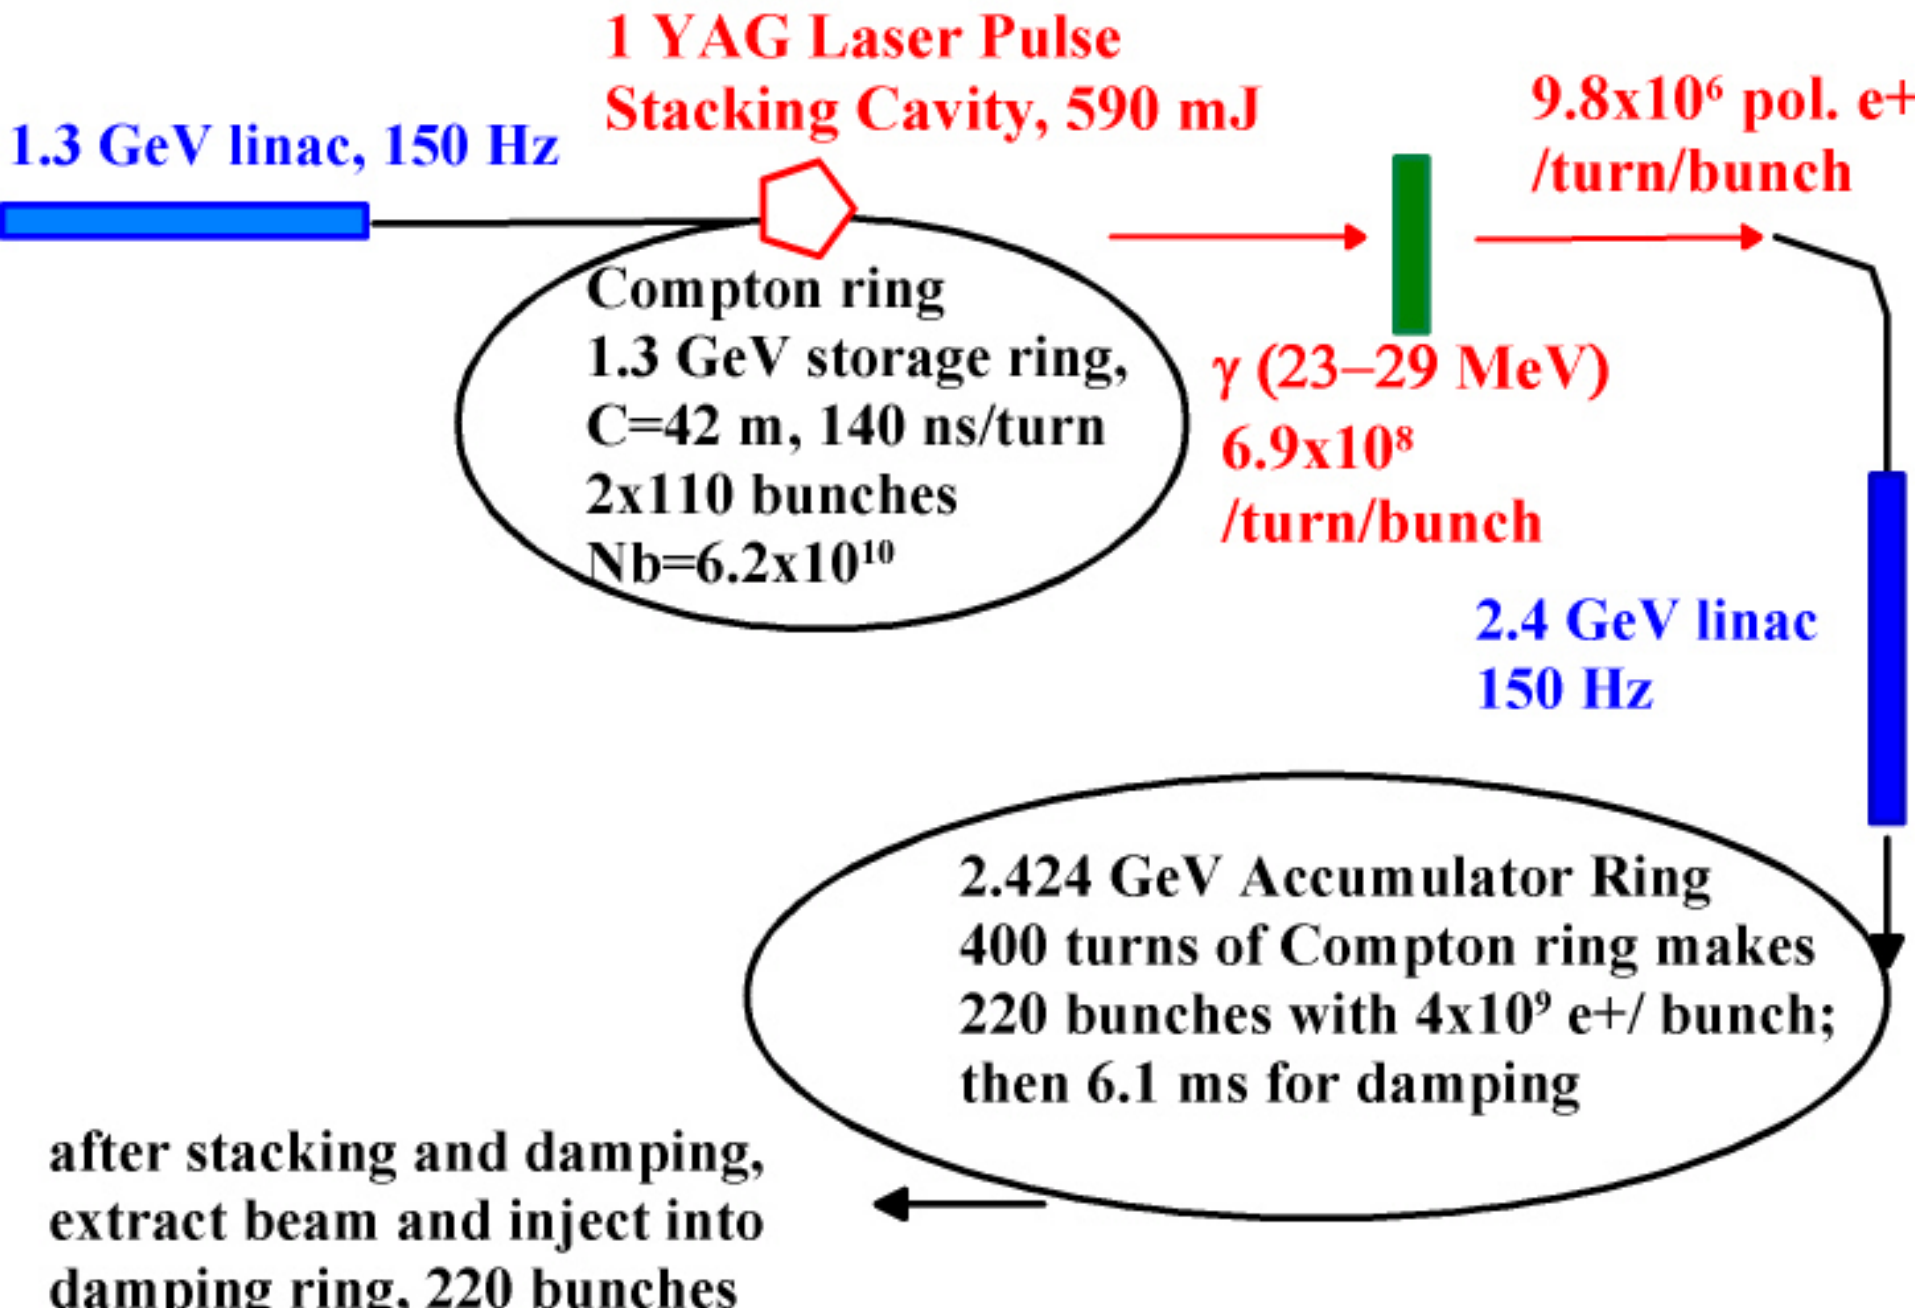 1 YAG Laser Pulse
Stacking Cavity, 590 mJ
1.3 GeV linac, 150 Hz
9.8x10⁶ pol. e+
/turn/bunch
Compton ring
1.3 GeV storage ring,
C=42 m, 140 ns/turn
2x110 bunches
Nb=6.2x10¹⁰
γ (23–29 MeV)
6.9x10⁸
/turn/bunch
2.4 GeV linac
150 Hz
2.424 GeV Accumulator Ring
400 turns of Compton ring makes
220 bunches with 4x10⁹ e+/ bunch;
then 6.1 ms for damping
after stacking and damping,
extract beam and inject into
damping ring, 220 bunches